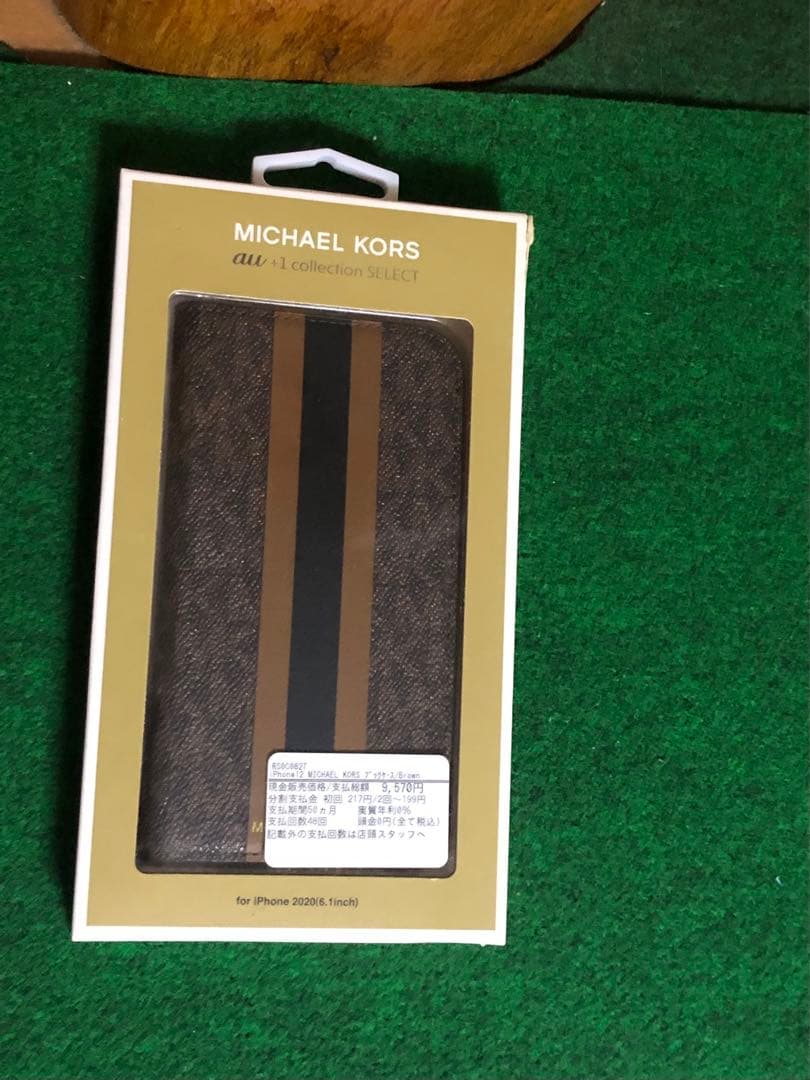 MICHAEL KORS
au +1 collection SELECT
RS0C0827
iPhone12 MICHAEL KORS ブックケース/Brown
現金販売価格/支払総額 9,570円
分割支払金 初回 217円/2回～199円
支払期間50ヵ月 実質年利0%
支払回数48回 頭金0円(全て税込)
記載外の支払回数は店頭スタッフへ
M
for iPhone 2020(6.1inch)